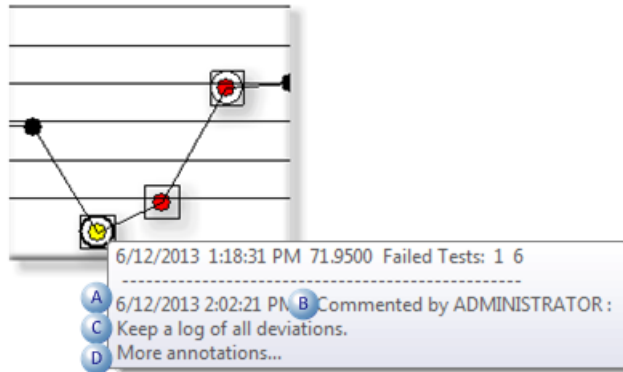 6/12/2013 1:18:31 PM 71.9500 Failed Tests: 1 6
---------------------------------------------------
A 6/12/2013 2:02:21 PM B Commented by ADMINISTRATOR :
C Keep a log of all deviations.
D More annotations...